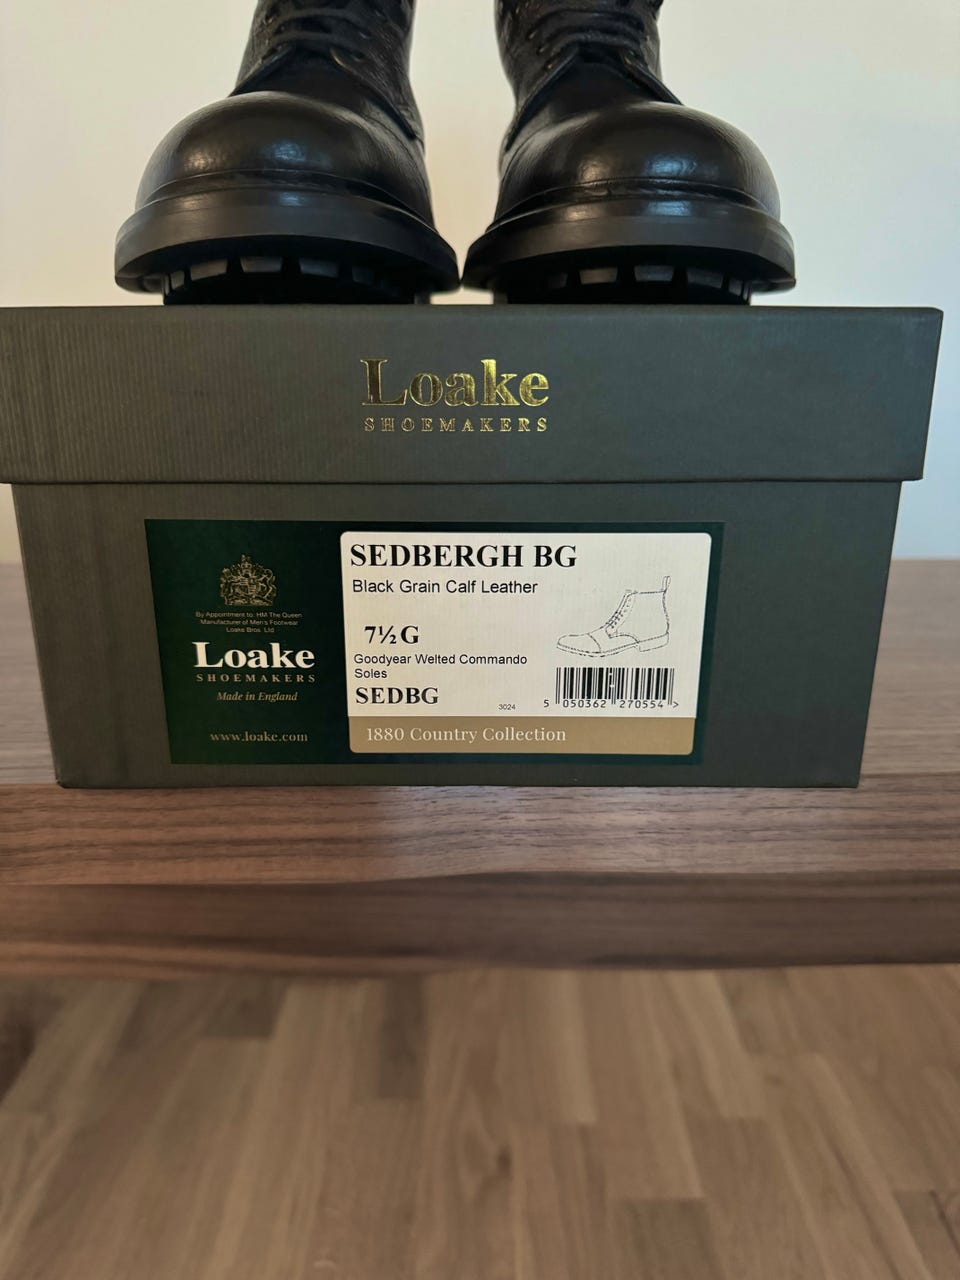 Loake
SHOEMAKERS
By Appointment to HM The Queen
Manufacturer of Men's Footwear
Loake Bros. Ltd
Loake
SHOEMAKERS
Made in England
www.loake.com
SEDBERGH BG
Black Grain Calf Leather
7½G
Goodyear Welted Commando
Soles
SEDBG
3024
5 050362 270554 >
1880 Country Collection